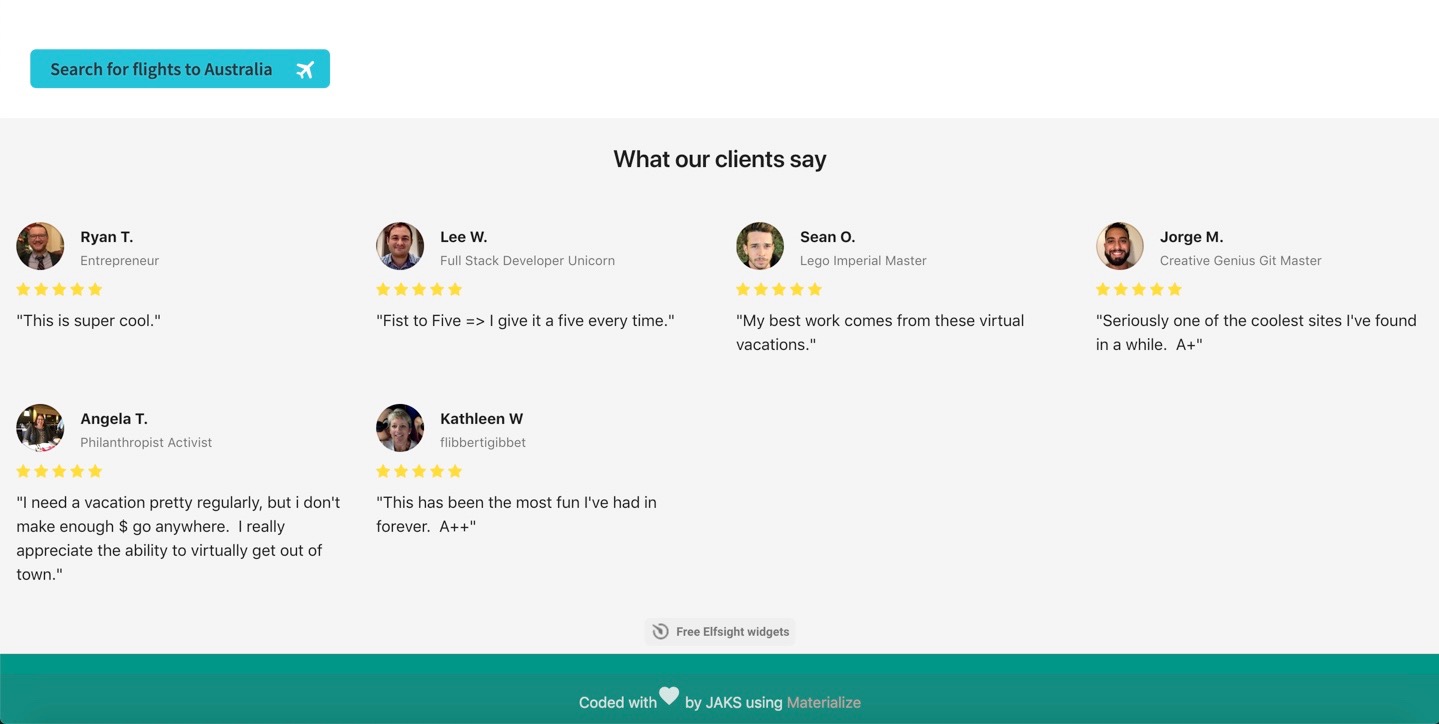 Search for flights to Australia
What our clients say
Ryan T.
Entrepreneur
"This is super cool."
Lee W.
Full Stack Developer Unicorn
"Fist to Five => I give it a five every time."
Sean O.
Lego Imperial Master
"My best work comes from these virtual
vacations."
Jorge M.
Creative Genius Git Master
"Seriously one of the coolest sites I've found
in a while.  A+"
Angela T.
Philanthropist Activist
"I need a vacation pretty regularly, but i don't
make enough $ go anywhere.  I really
appreciate the ability to virtually get out of
town."
Kathleen W
flibbertigibbet
"This has been the most fun I've had in
forever.  A++"
Free Elfsight widgets
Coded with by JAKS using Materialize